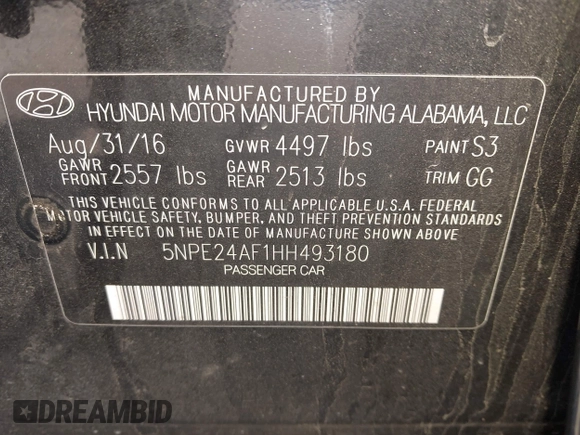 MANUFACTURED BY
HYUNDAI MOTOR MANUFACTURING ALABAMA, LLC
Aug/31/16 GVWR 4497 lbs PAINT S3
GAWR FRONT 2557 lbs GAWR REAR 2513 lbs TRIM GG
THIS VEHICLE CONFORMS TO ALL APPLICABLE U.S.A. FEDERAL
MOTOR VEHICLE SAFETY, BUMPER, AND THEFT PREVENTION STANDARDS
IN EFFECT ON THE DATE OF MANUFACTURE SHOWN ABOVE.
V.I.N 5NPE24AF1HH493180
PASSENGER CAR
DREAMBID